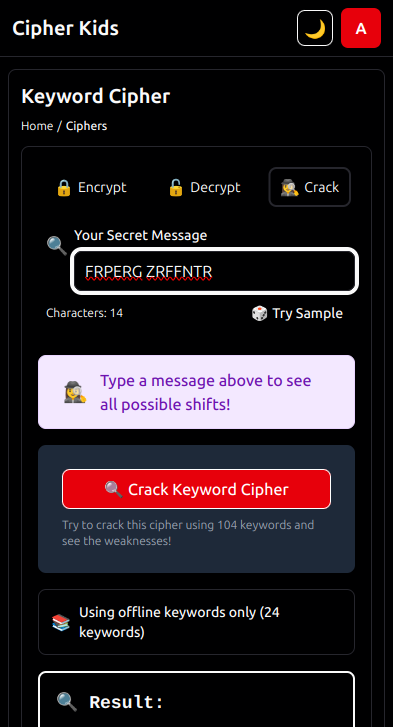 Cipher Kids
A
Keyword Cipher
Home / Ciphers
Encrypt
Decrypt
Crack
Your Secret Message
FRPERG ZRFFNTR
Characters: 14
Try Sample
Type a message above to see
all possible shifts!
Crack Keyword Cipher
Try to crack this cipher using 104 keywords and
see the weaknesses!
Using offline keywords only (24
keywords)
Result: